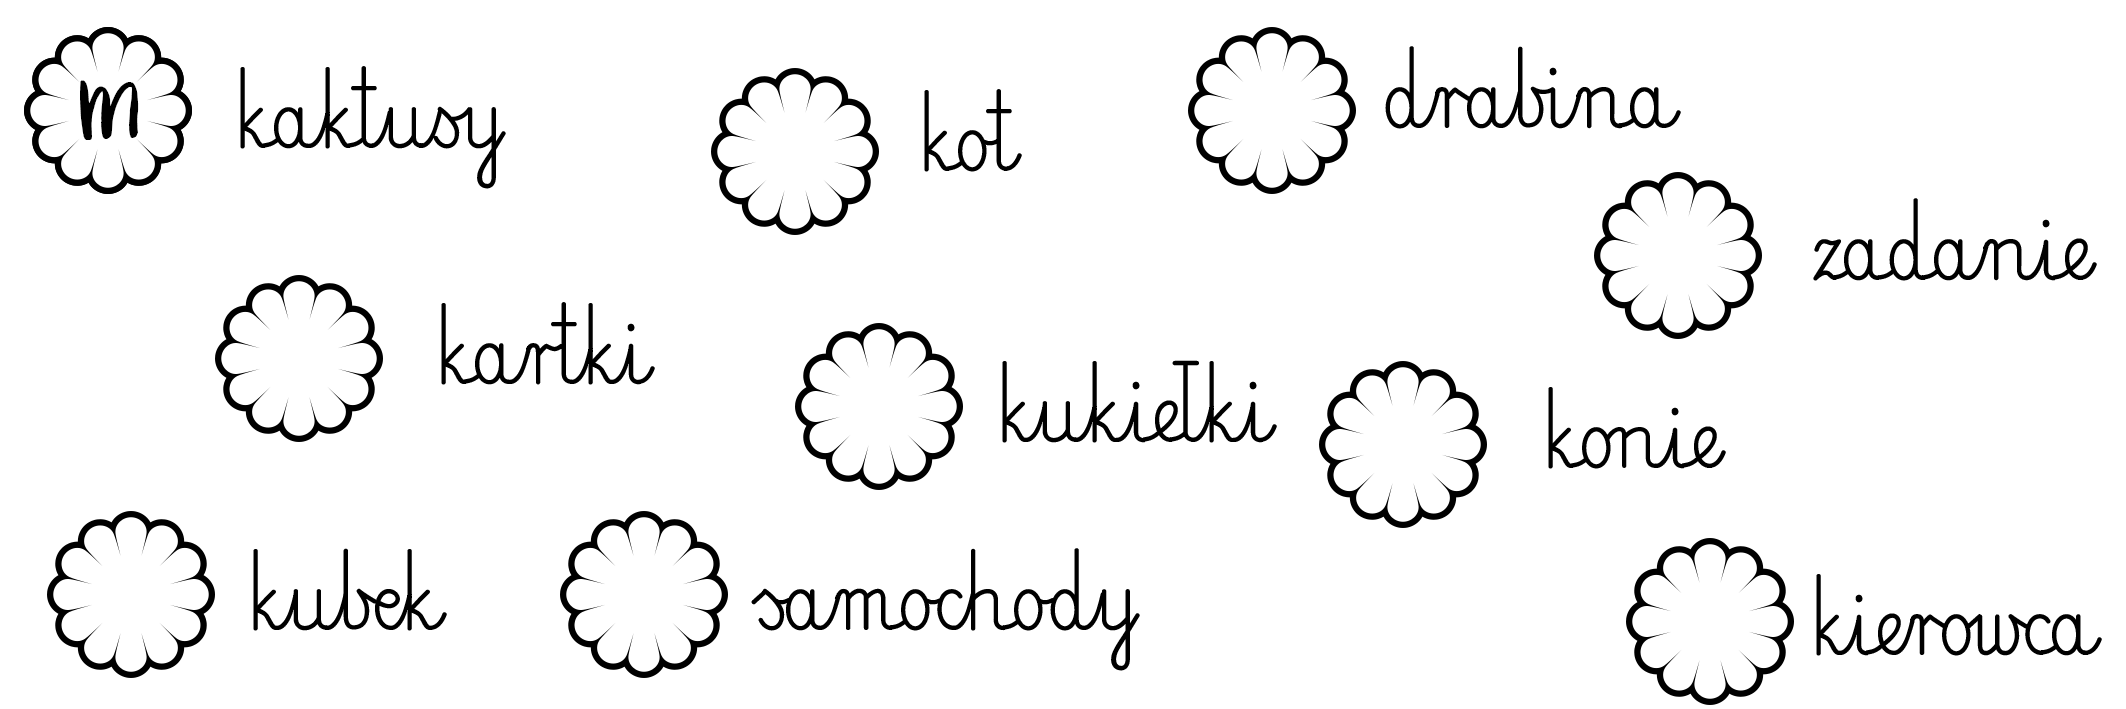 m kaktusy
kot
drabina
zadanie
kartki
kukiełki
konie
kubek
samochody
kierowca